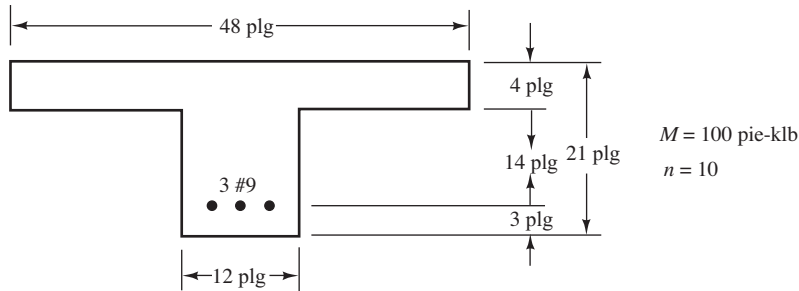 48 plg
4 plg
M = 100 pie-klb
14 plg
21 plg
n = 10
3 #9
3 plg
12 plg